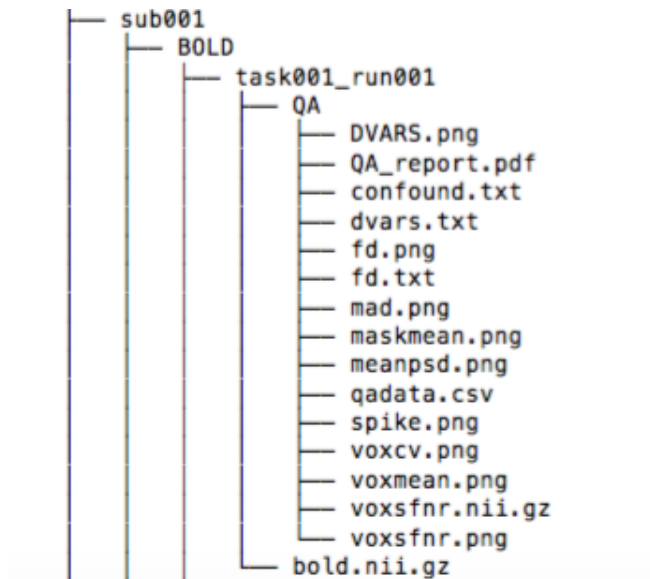 sub001
BOLD
task001_run001
QA
DVARS.png
QA_report.pdf
confound.txt
dvars.txt
fd.png
fd.txt
mad.png
maskmean.png
meanpsd.png
qadata.csv
spike.png
voxcv.png
voxmean.png
voxsfnr.nii.gz
voxsfnr.png
bold.nii.gz